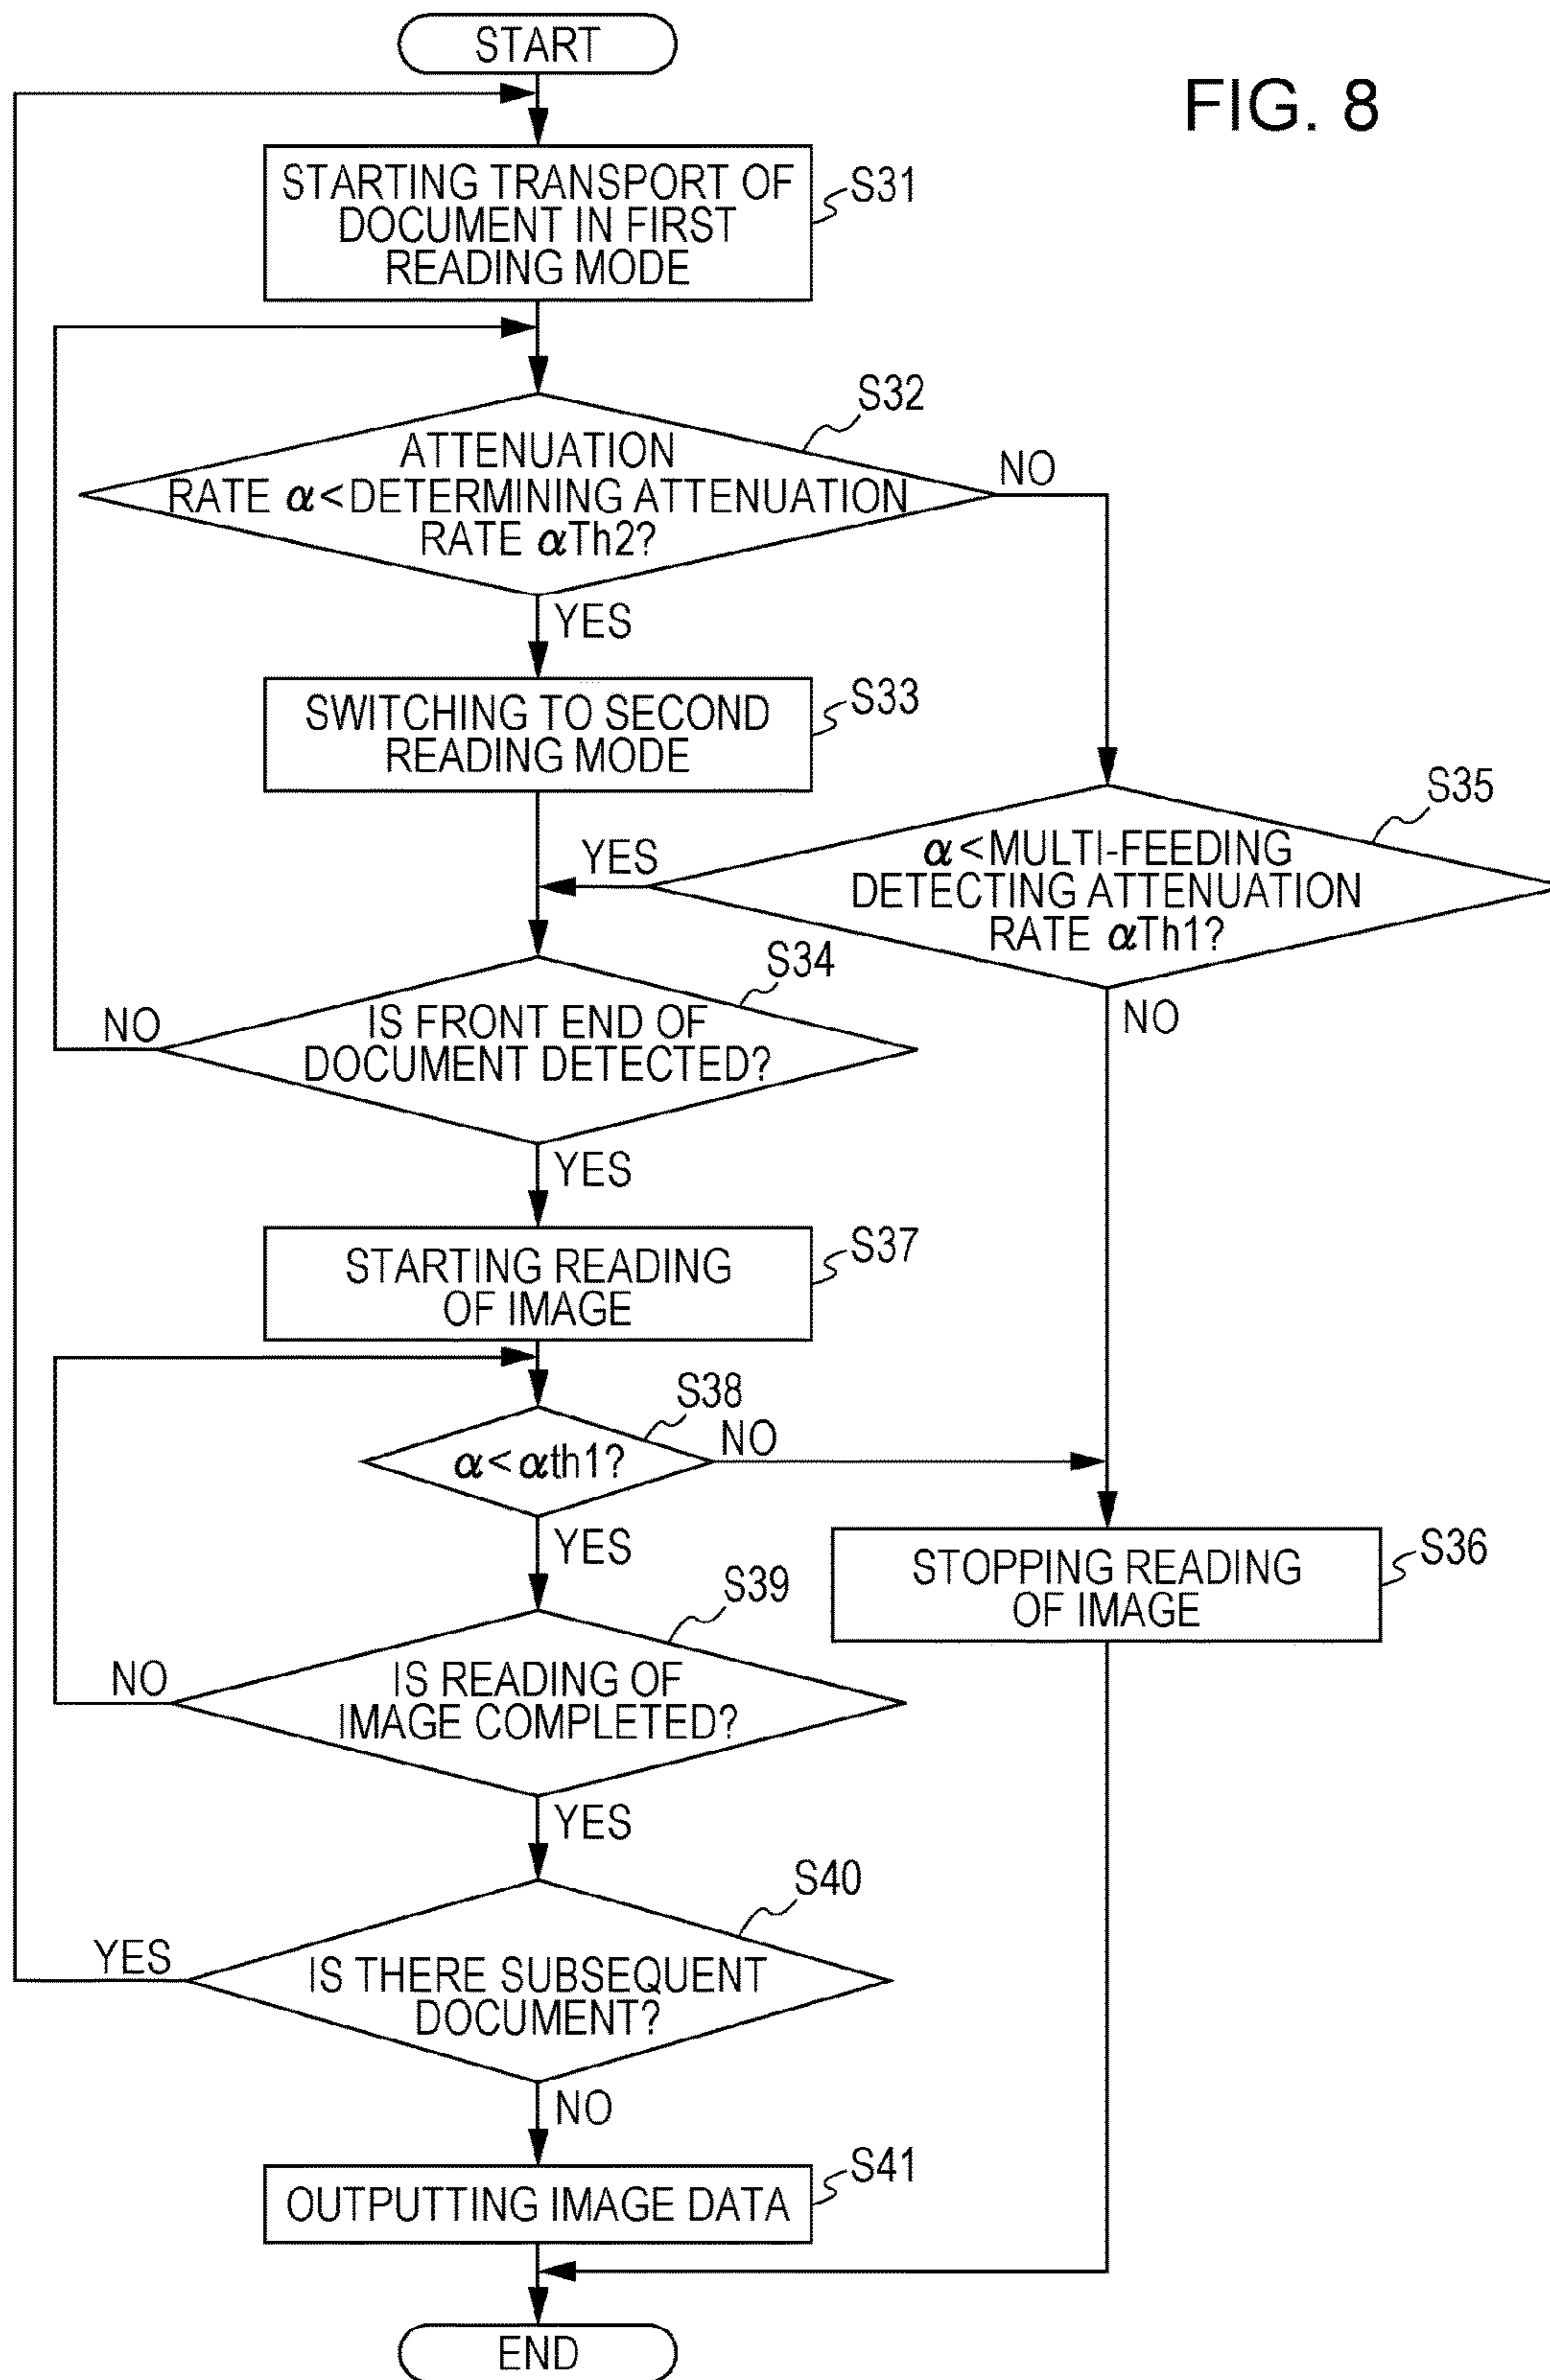 START
FIG. 8
STARTING TRANSPORT OF
DOCUMENT IN FIRST
READING MODE
S31
S32
ATTENUATION
RATE α<DETERMINING ATTENUATION
RATE αTh2?
NO
YES
SWITCHING TO SECOND
READING MODE
S33
S35
α<MULTI-FEEDING
DETECTING ATTENUATION
RATE αTh1?
YES
NO
S34
IS FRONT END OF
DOCUMENT DETECTED?
NO
YES
STARTING READING
OF IMAGE
S37
S38
α<αth1?
NO
YES
STOPPING READING
OF IMAGE
S36
S39
IS READING OF
IMAGE COMPLETED?
NO
YES
S40
IS THERE SUBSEQUENT
DOCUMENT?
YES
NO
OUTPUTTING IMAGE DATA
S41
END